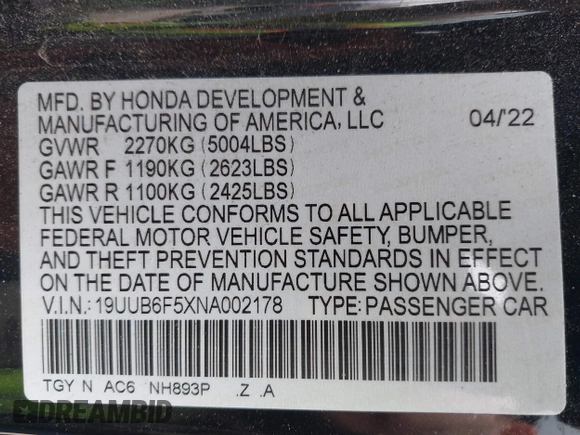 MFD. BY HONDA DEVELOPMENT &
MANUFACTURING OF AMERICA, LLC 04/'22
GVWR 2270KG (5004LBS)
GAWR F 1190KG (2623LBS)
GAWR R 1100KG (2425LBS)
THIS VEHICLE CONFORMS TO ALL APPLICABLE
FEDERAL MOTOR VEHICLE SAFETY, BUMPER,
AND THEFT PREVENTION STANDARDS IN EFFECT
ON THE DATE OF MANUFACTURE SHOWN ABOVE.
V.I.N.: 19UUB6F5XNA002178 TYPE: PASSENGER CAR
TGY N AC6 NH893P .Z .A
DREAMBID